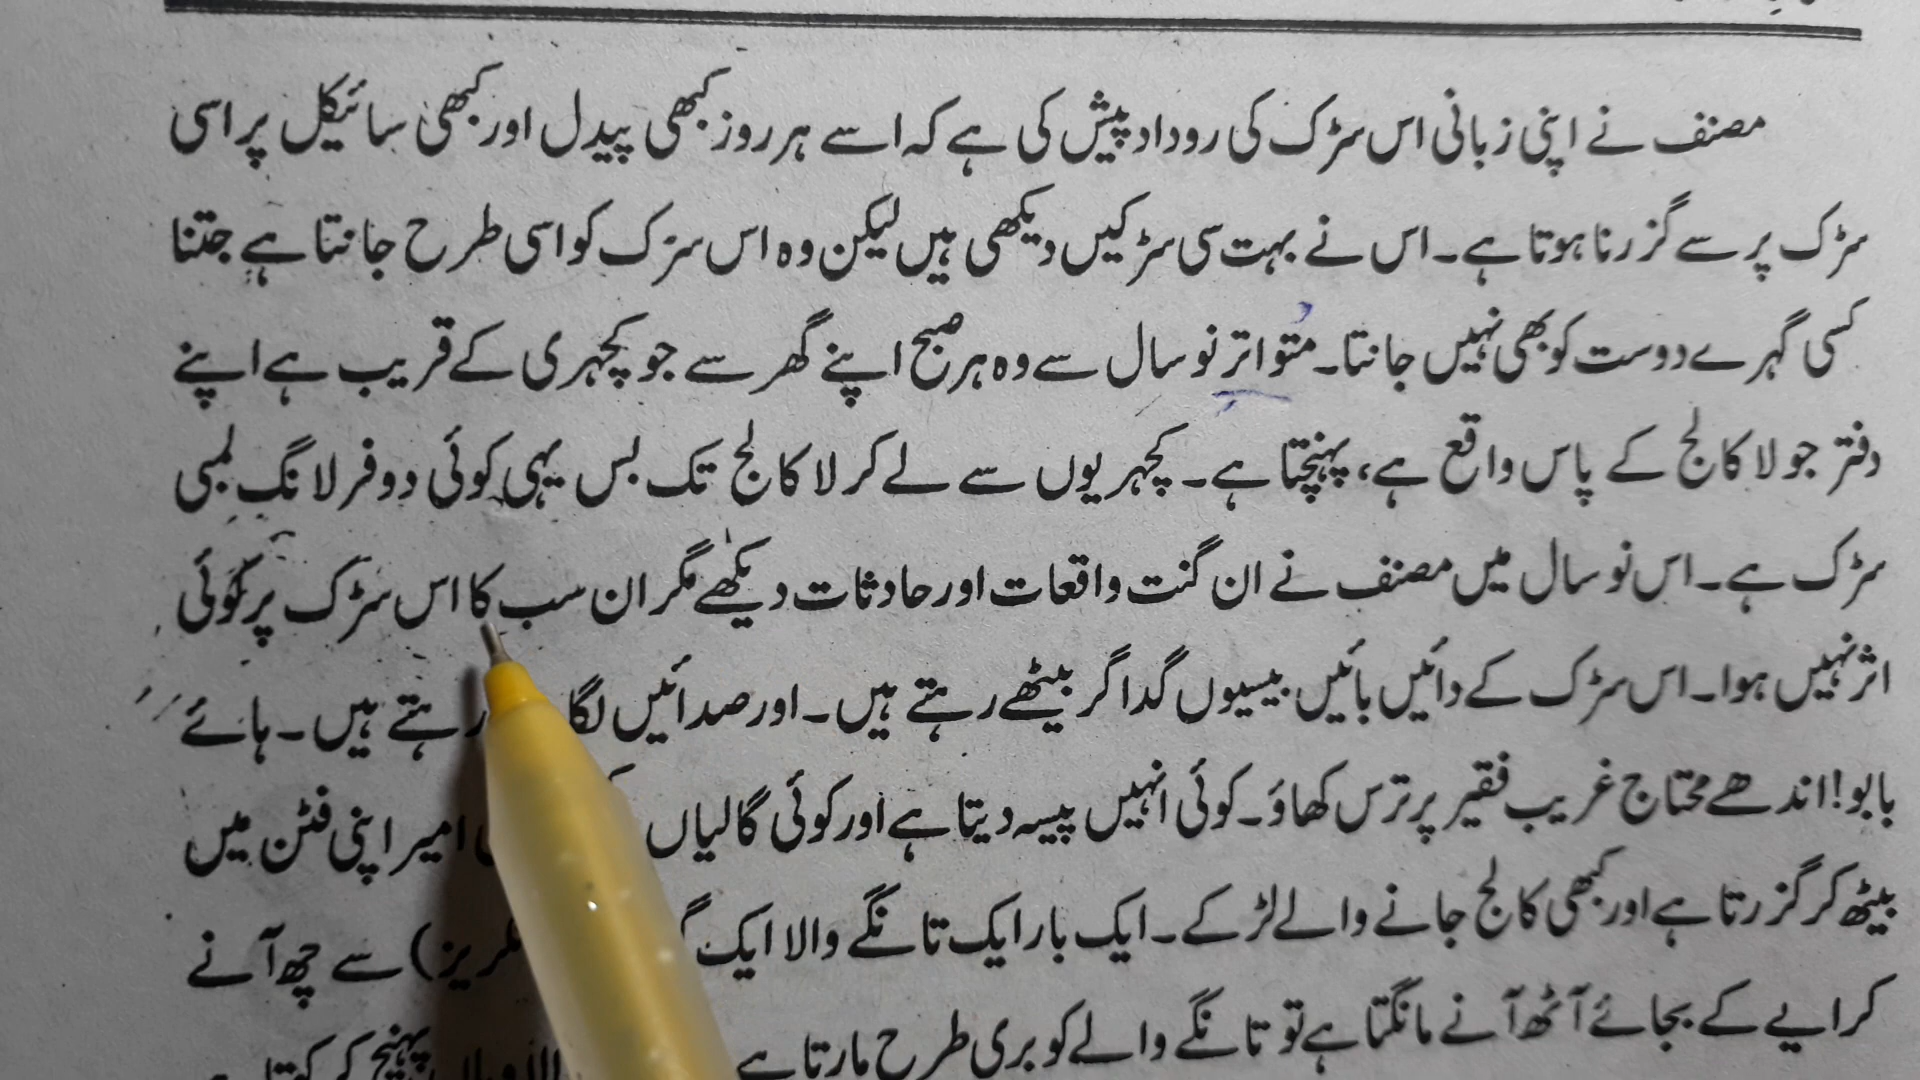 مصنف نے اپنی زبانی اس سڑک کی روداد پیش کی ہے کہ اسے ہر روز کبھی پیدل اور کبھی سائیکل پر اسی
سڑک پر سے گزرنا ہوتا ہے۔ اس نے بہت سی سڑکیں دیکھی ہیں لیکن وہ اس سڑک کو اسی طرح جانتا ہے جتنا
کسی گہرے دوست کو بھی نہیں جانتا۔ متواتر نو سال سے وہ ہر صبح اپنے گھر سے جو کچہری کے قریب ہے اپنے
دفتر جو لا کالج کے پاس واقع ہے، پہنچتا ہے۔ کچہریوں سے لے کر لا کالج تک بس یہی کوئی دو فرلانگ لمبی
سڑک ہے۔ اس نو سال میں مصنف نے ان گنت واقعات اور حادثات دیکھے مگر ان سب کا اس سڑک پر کوئی
اثر نہیں ہوا۔ اس سڑک کے دائیں بائیں بیسیوں گداگر بیٹھے رہتے ہیں۔ اور صدائیں لگا رہتے ہیں۔ ہائے
بابو! اندھے محتاج غریب فقیر پر ترس کھاؤ۔ کوئی انہیں پیسہ دیتا ہے اور کوئی گالیاں امیر اپنی فٹن میں
بیٹھ کر گزرتا ہے اور کبھی کالج جانے والے لڑکے۔ ایک بار ایک تانگے والا ایک سے چھ آنے
کرایے کے بجائے آٹھ آنے مانگتا ہے تو تانگے والے کو بری طرح مارتا ہے پہنچ کر